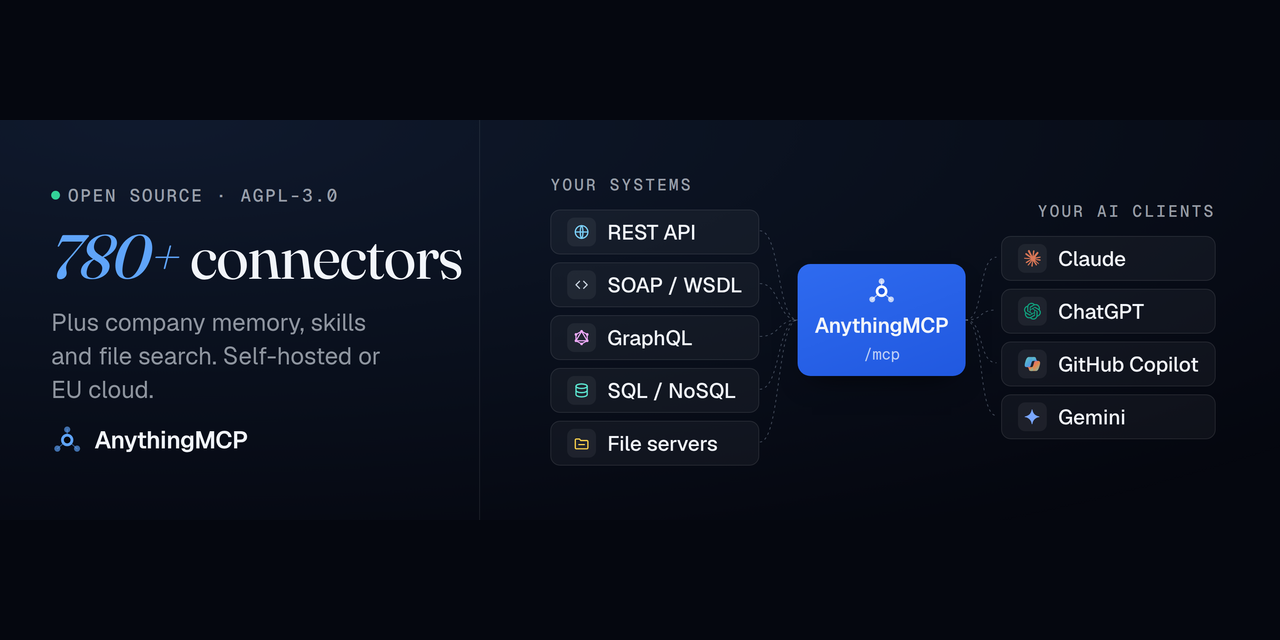 OPEN SOURCE · AGPL-3.0
780+ connectors
Plus company memory, skills
and file search. Self-hosted or
EU cloud.
AnythingMCP
YOUR SYSTEMS
REST API
SOAP / WSDL
GraphQL
SQL / NoSQL
File servers
AnythingMCP
/mcp
YOUR AI CLIENTS
Claude
ChatGPT
GitHub Copilot
Gemini